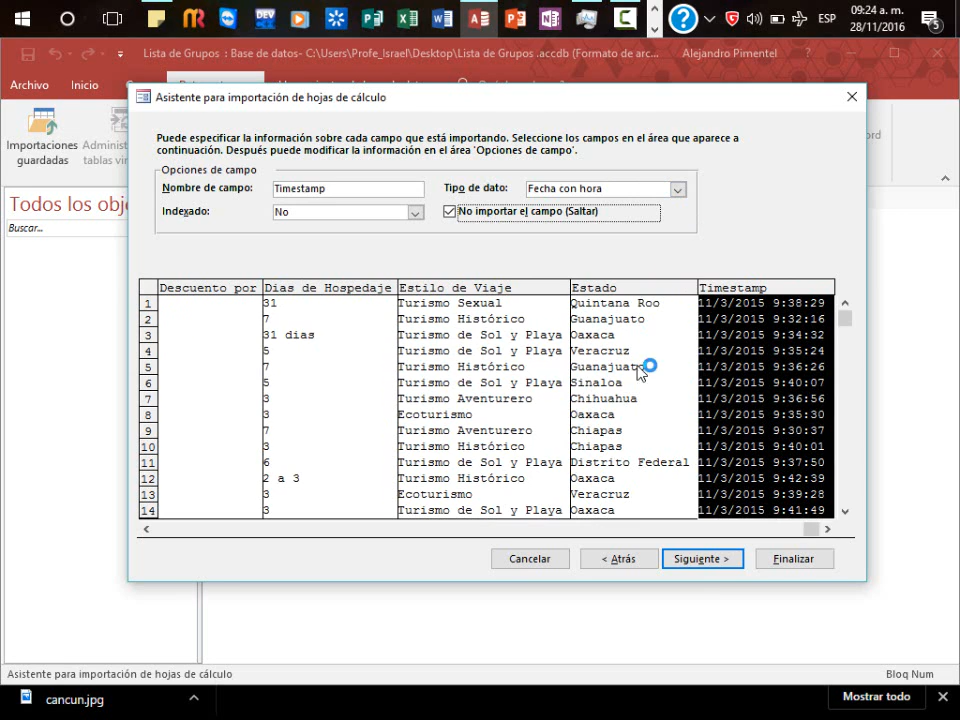 ESP
09:24 a. m.
28/11/2016
5
Lista de Grupos : Base de datos- C:\Users\Profe_Israel\Desktop\Lista de Grupos .accdb (Formato de arc...
Alejandro Pimentel
Archivo
Inicio
Importaciones
guardadas
Administ
tablas vin
Todos los obje
Buscar...
Asistente para importación de hojas de cálculo
Puede especificar la información sobre cada campo que está importando. Seleccione los campos en el área que aparece a
continuación. Después puede modificar la información en el área 'Opciones de campo'.
Opciones de campo
Nombre de campo: Timestamp
Tipo de dato: Fecha con hora
Indexado: No
No importar el campo (Saltar)
Descuento por Dias de Hospedaje Estilo de Viaje Estado Timestamp
1 31 Turismo Sexual Quintana Roo 11/3/2015 9:38:29
2 7 Turismo Histórico Guanajuato 11/3/2015 9:32:16
3 31 dias Turismo de Sol y Playa Oaxaca 11/3/2015 9:34:32
4 5 Turismo de Sol y Playa Veracruz 11/3/2015 9:35:24
5 7 Turismo Histórico Guanajuato 11/3/2015 9:36:26
6 5 Turismo de Sol y Playa Sinaloa 11/3/2015 9:40:07
7 3 Turismo Aventurero Chihuahua 11/3/2015 9:36:56
8 3 Ecoturismo Oaxaca 11/3/2015 9:35:30
9 7 Turismo Aventurero Chiapas 11/3/2015 9:30:37
10 3 Turismo Histórico Chiapas 11/3/2015 9:40:01
11 6 Turismo de Sol y Playa Distrito Federal 11/3/2015 9:37:50
12 2 a 3 Turismo Histórico Oaxaca 11/3/2015 9:42:39
13 3 Ecoturismo Veracruz 11/3/2015 9:39:28
14 3 Turismo de Sol y Playa Oaxaca 11/3/2015 9:41:49
Cancelar
< Atrás
Siguiente >
Finalizar
Asistente para importación de hojas de cálculo
Bloq Num
cancun.jpg
Mostrar todo